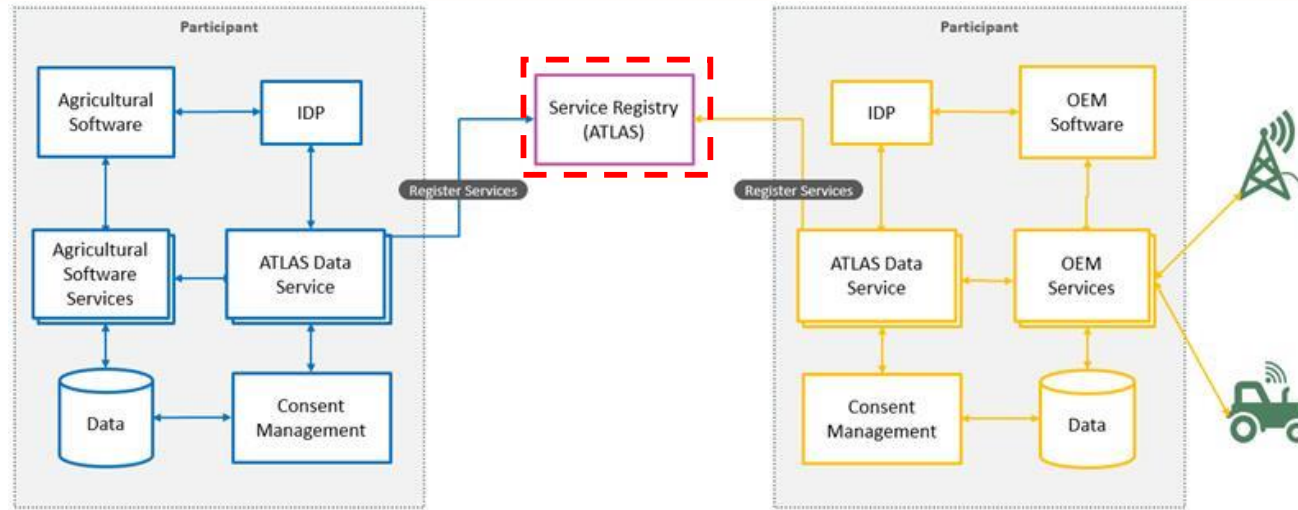 Participant
Agricultural
Software
IDP
Agricultural
Software
Services
ATLAS Data
Service
Data
Consent
Management
Register Services
Service Registry
(ATLAS)
Register Services
Participant
IDP
OEM
Software
ATLAS Data
Service
OEM
Services
Consent
Management
Data